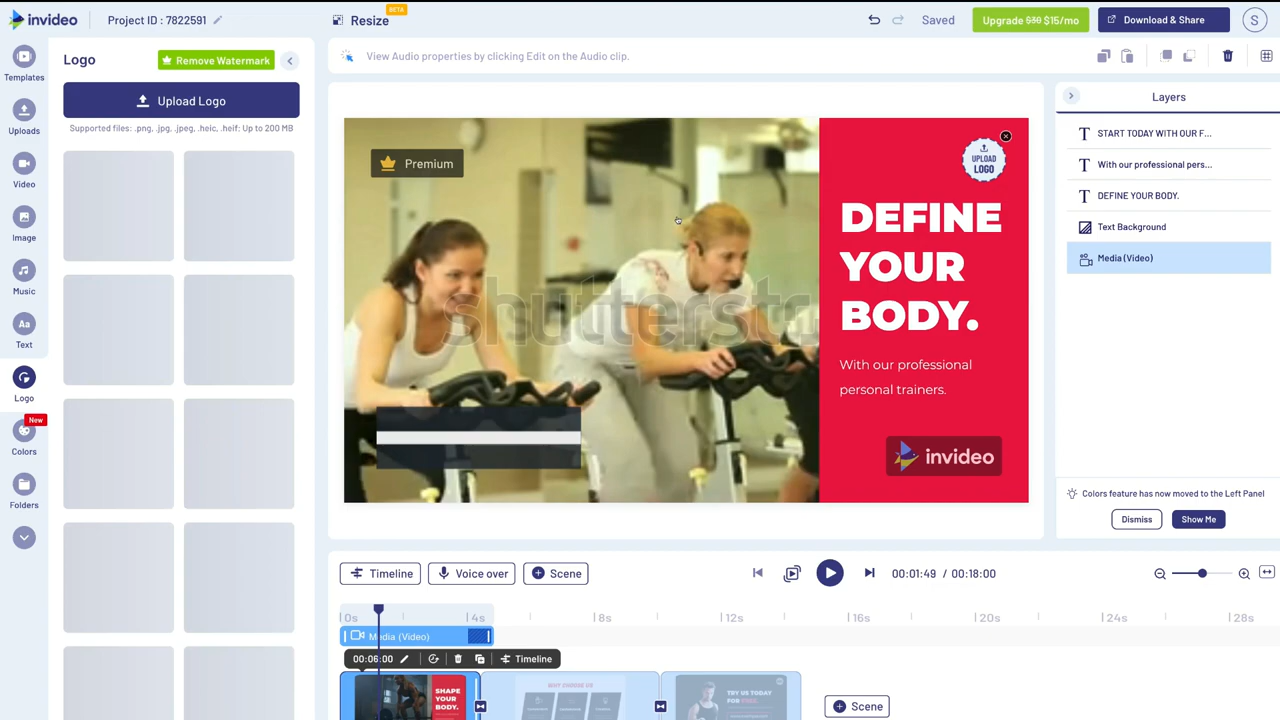 invideo
Project ID : 7822591
BETA
Resize
Saved
Upgrade $30 $15/mo
Download & Share
S
Templates
Uploads
Video
Image
Music
Aa
Text
Logo
New
Colors
Folders
Logo
Remove Watermark
Upload Logo
Supported files: .png, .jpg, .jpeg, .heic, .heif: Up to 200 MB
View Audio properties by clicking Edit on the Audio clip.
Premium
shutterst
UPLOAD
LOGO
DEFINE
YOUR
BODY.
With our professional
personal trainers.
invideo
Layers
T START TODAY WITH OUR F...
T With our professional pers...
T DEFINE YOUR BODY.
Text Background
Media (Video)
Colors feature has now moved to the Left Panel
Dismiss
Show Me
Timeline
Voice over
Scene
00:01:49 / 00:18:00
0s 4s 8s 12s 16s 20s 24s 28s
Media (Video)
00:06:00
Timeline
SHAPE
YOUR
BODY.
WHY CHOOSE US
TRY US TODAY
Scene